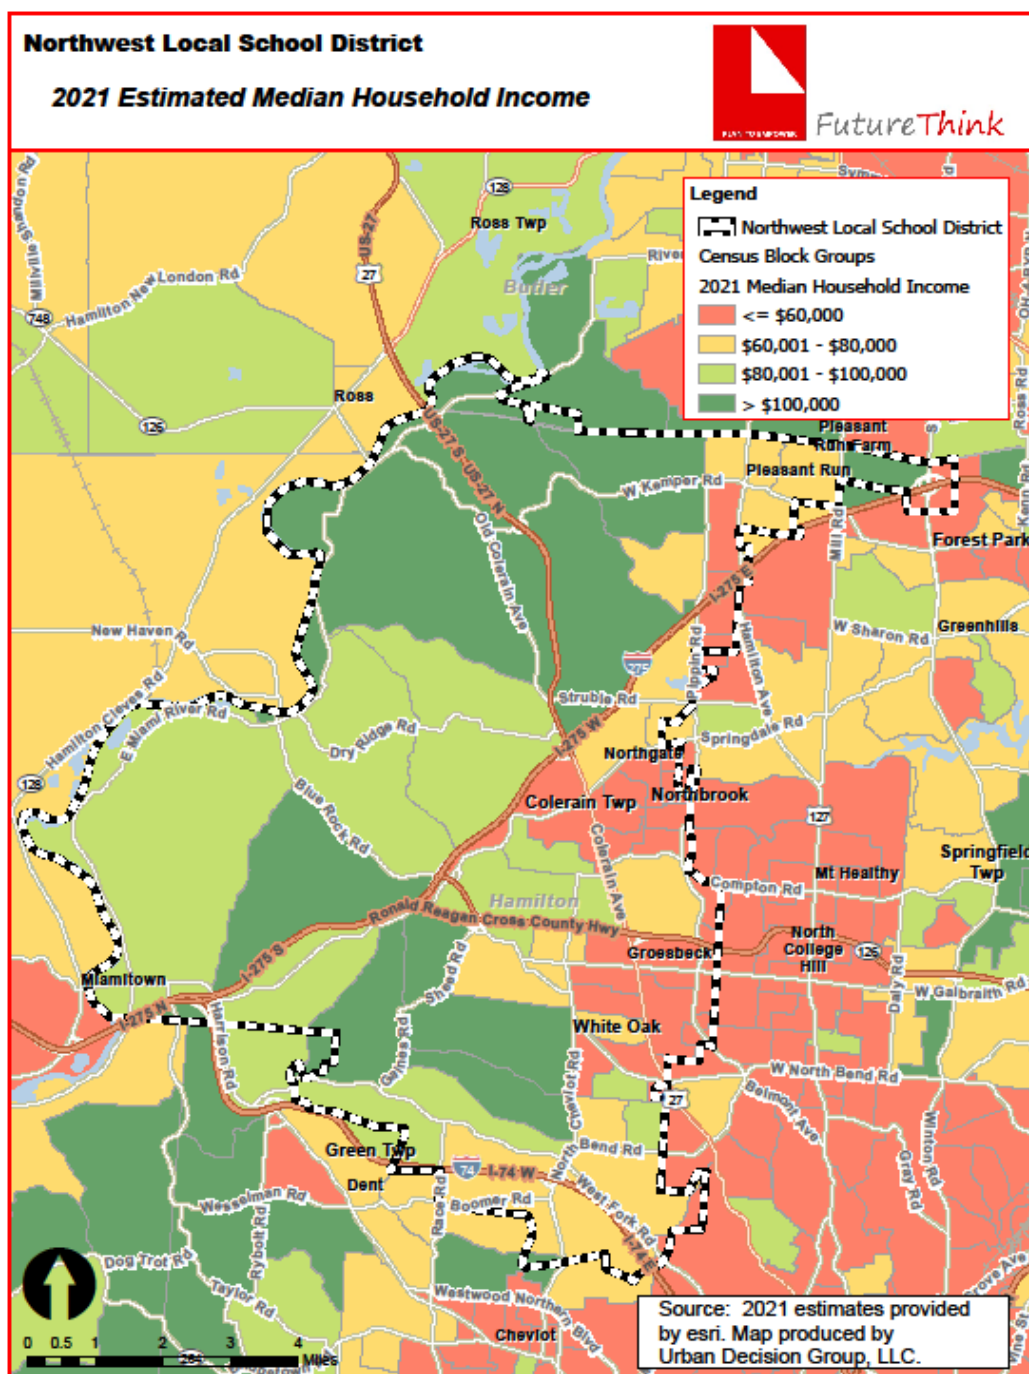 Northwest Local School District
2021 Estimated Median Household Income
FutureThink
Legend
Northwest Local School District
Census Block Groups
2021 Median Household Income
<= $60,000
$60,001 - $80,000
$80,001 - $100,000
> $100,000
Millville Shandon Rd
128
Ross Twp
US-27
27
Hamilton New London Rd
748
Butler
Ross
126
Ross Rd
Pleasant
Run Farm
Pleasant Run
W Kemper Rd
US-27 S
US-27 N
Old Colerain Ave
Mill Rd
Kenn Rd
Forest Park
I-275 E
New Haven Rd
Hamilton Cleves Rd
E Miami River Rd
Dry Ridge Rd
Blue Rock Rd
275
Pippin Rd
Hamilton Ave
W Sharon Rd
Greenhills
Struble Rd
I-275 W
Springdale Rd
Northgate
128
Colerain Twp
Northbrook
127
Colerain Ave
Mt Healthy
Springfield
Twp
Compton Rd
Hamilton
Ronald Reagan Cross County Hwy
North
College
Hill
126
Groesbeck
Daly Rd
W Galbraith Rd
Miamitown
I-275 S
I-275 N
Sheed Rd
White Oak
Harrison Rd
Gaines Rd
Cheviot Rd
W North Bend Rd
27
Belmont Ave
Winton Rd
Gray Rd
Green Twp
North Bend Rd
74
I-74 W
Dent
West Fork Rd
Wesselman Rd
Race Rd
Boomer Rd
Rybolt Rd
I-74 E
Dog Trot Rd
Taylor Rd
Westwood Northern Blvd
Cheviot
264
0 0.5 1 2 3 4
Miles
Source: 2021 estimates provided
by esri. Map produced by
Urban Decision Group, LLC.